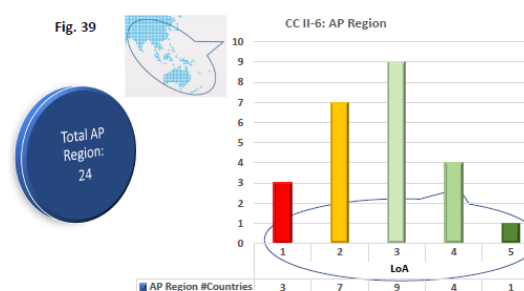 Fig. 39
CC II-6: AP Region
Total AP
Region:
24
10
9
8
7
6
5
4
3
2
1
0
1 2 3 4 5
LoA
AP Region #Countries 3 7 9 4 1